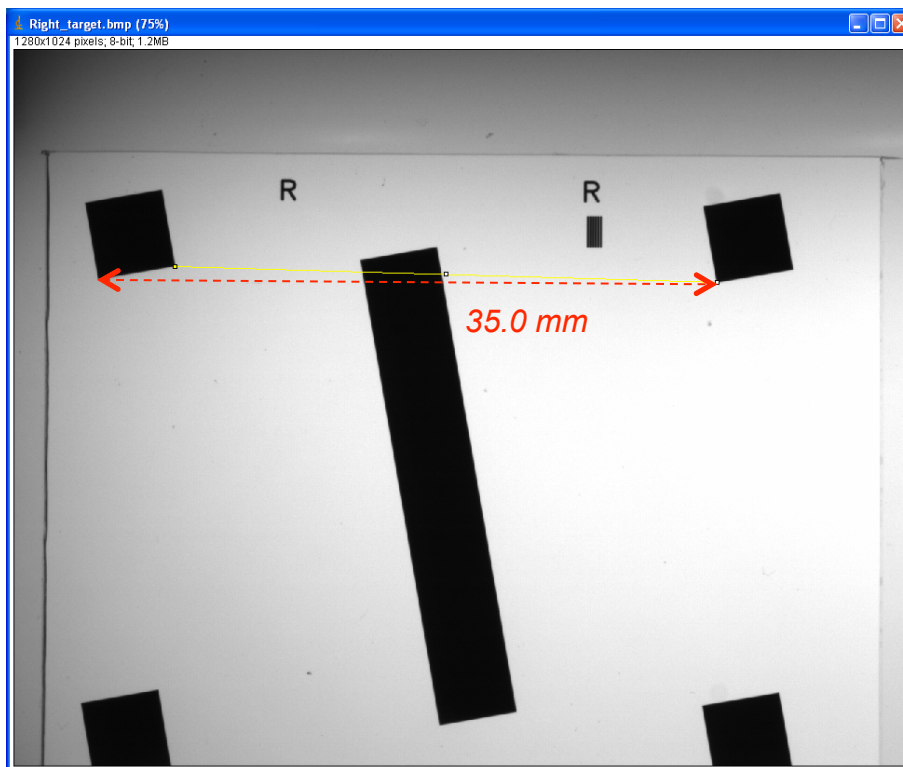 Right_target.bmp (75%)
1280x1024 pixels; 8-bit; 1.2MB
R R
35.0 mm